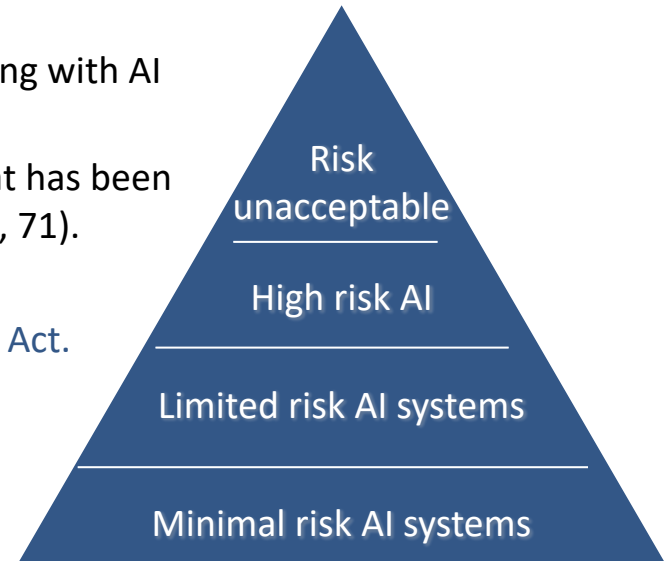 ng with AI
t has been
, 71).
Act.
Risk
unacceptable
High risk AI
Limited risk AI systems
Minimal risk AI systems